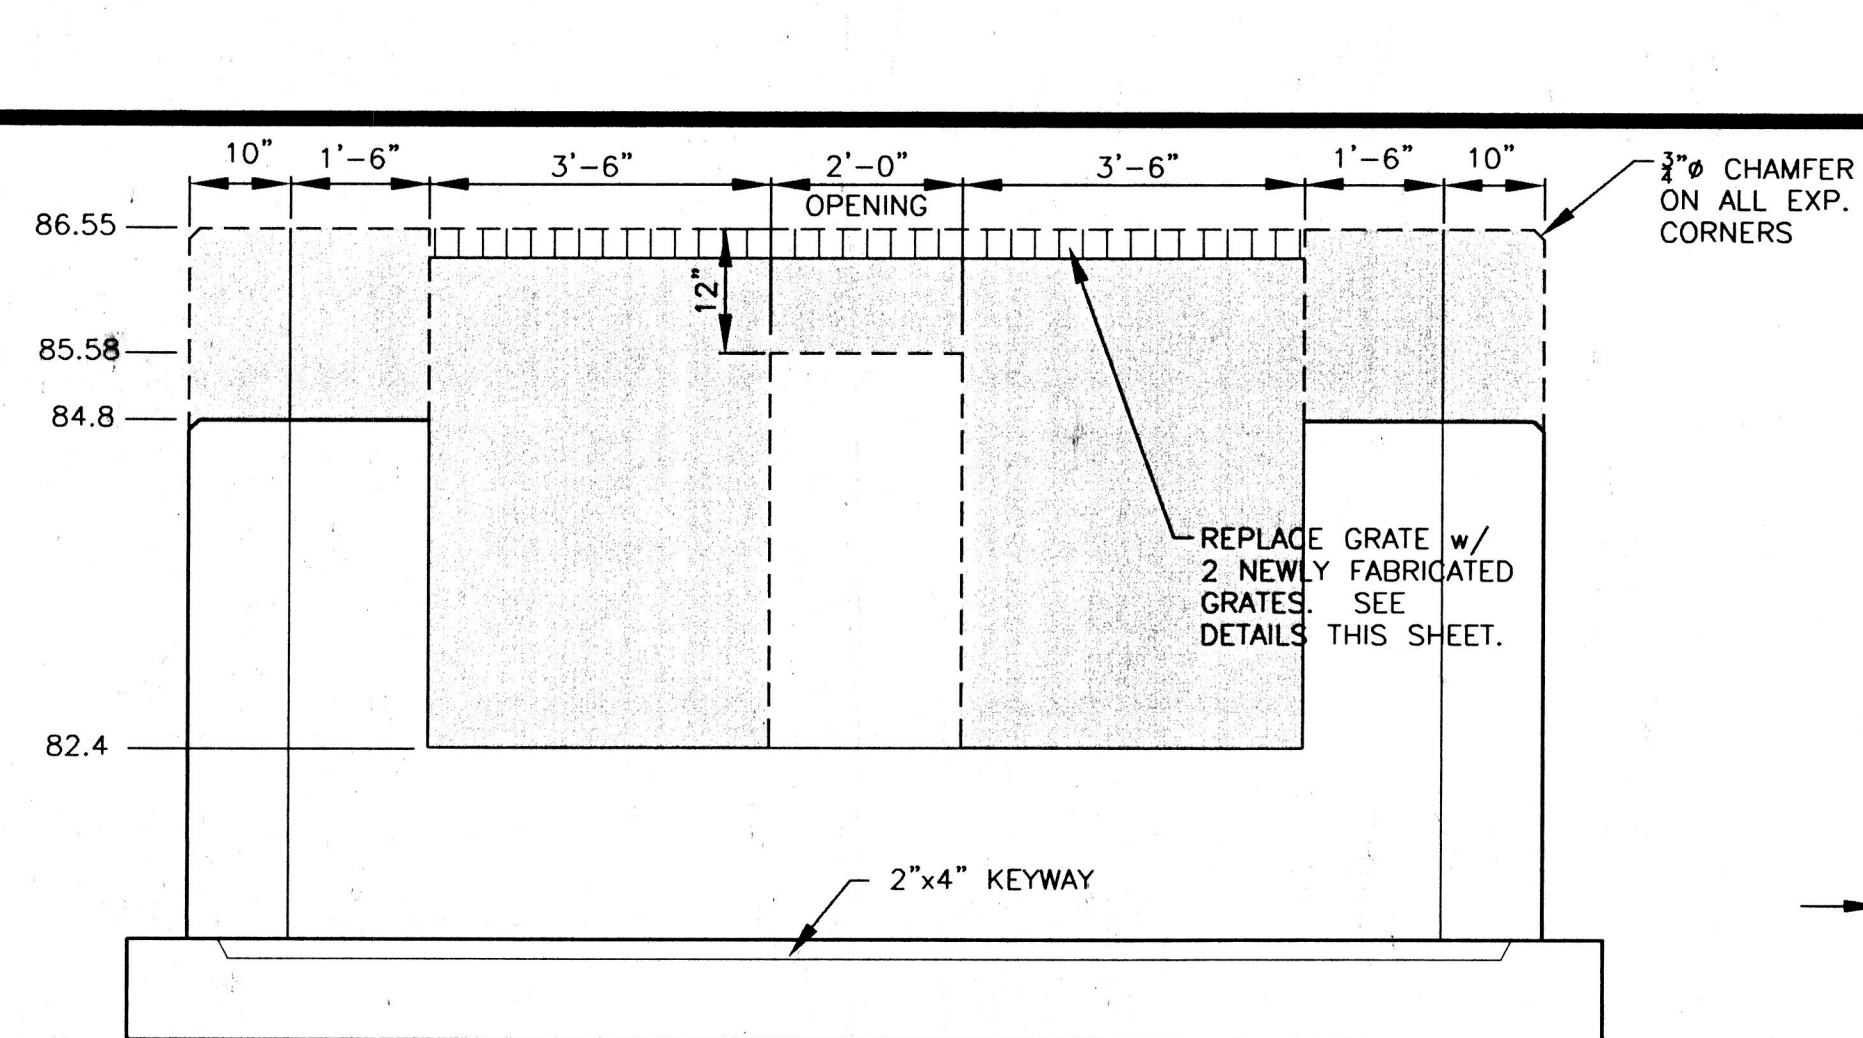 10" 1'-6" 3'-6" 2'-0" 3'-6" 1'-6" 10"
OPENING
3/4"ø CHAMFER
ON ALL EXP.
CORNERS
86.55
12"
85.58
84.8
REPLACE GRATE w/
2 NEWLY FABRICATED
GRATES. SEE
DETAILS THIS SHEET.
82.4
2"x4" KEYWAY